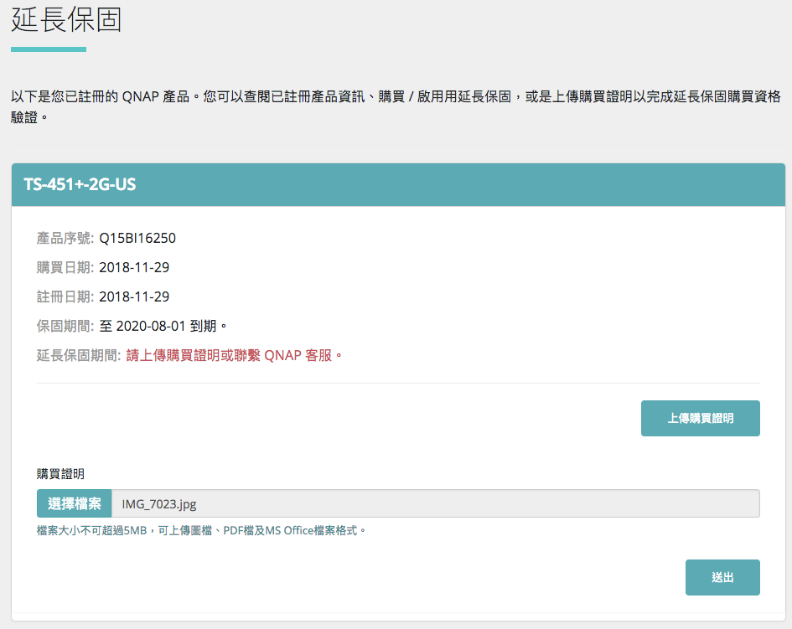 延長保固
以下是您已註冊的 QNAP 產品。您可以查閱已註冊產品資訊、購買 / 啟用用延長保固，或是上傳購買證明以完成延長保固購買資格
驗證。
TS-451+-2G-US
產品序號: Q15BI16250
購買日期: 2018-11-29
註冊日期: 2018-11-29
保固期間: 至 2020-08-01 到期。
延長保固期間: 請上傳購買證明或聯繫 QNAP 客服。
上傳購買證明
購買證明
選擇檔案 IMG_7023.jpg
檔案大小不可超過5MB，可上傳圖檔、PDF檔及MS Office檔案格式。
送出